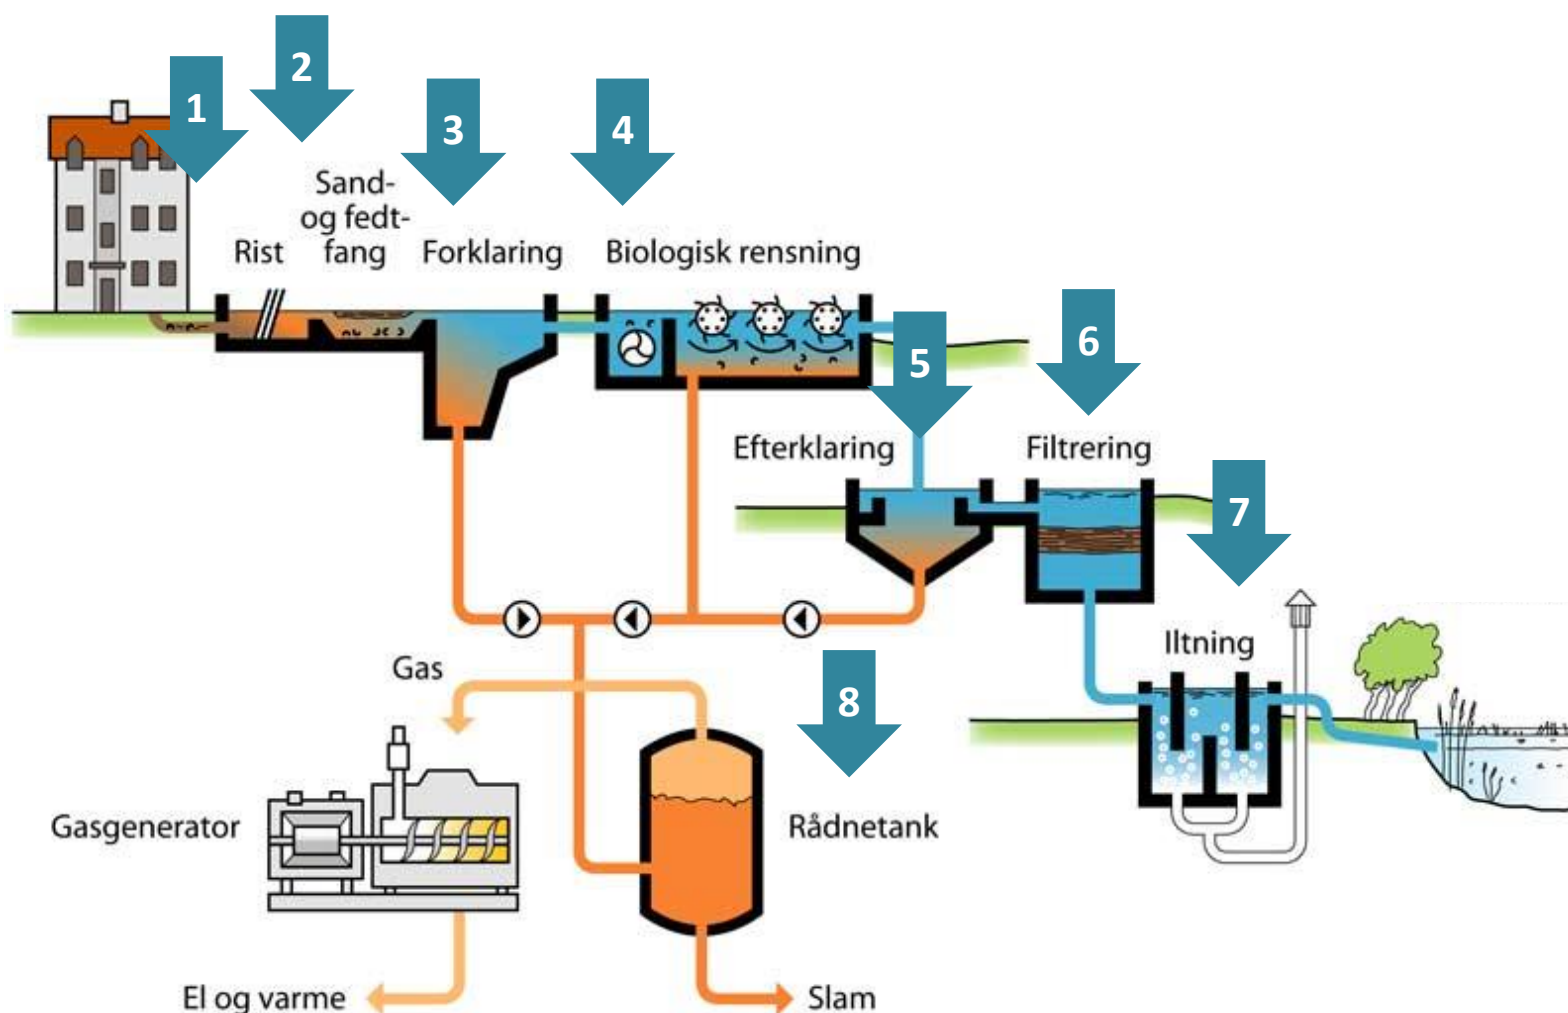 1
2
3
4
Sand-
og fedt-
fang
Rist
Forklaring
Biologisk rensning
5
6
Efterklaring
Filtrering
7
Iltning
Gas
8
Gasgenerator
Rådnetank
El og varme
Slam